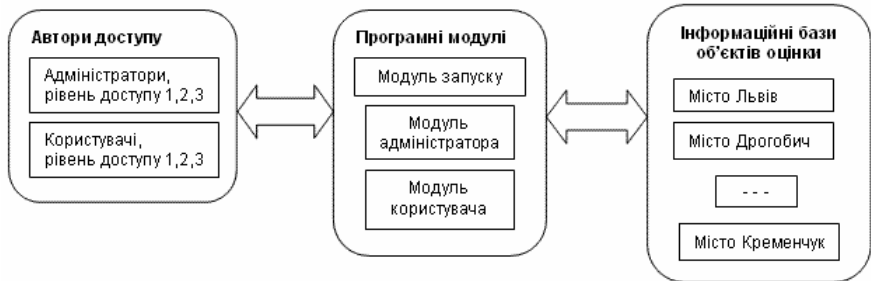 Автори доступу
Адміністратори,
рівень доступу 1,2,3
Користувачі,
рівень доступу 1,2,3
Програмні модулі
Модуль запуску
Модуль
адміністратора
Модуль
користувача
Інформаційні бази
об'єктів оцінки
Місто Львів
Місто Дрогобич
- - -
Місто Кременчук